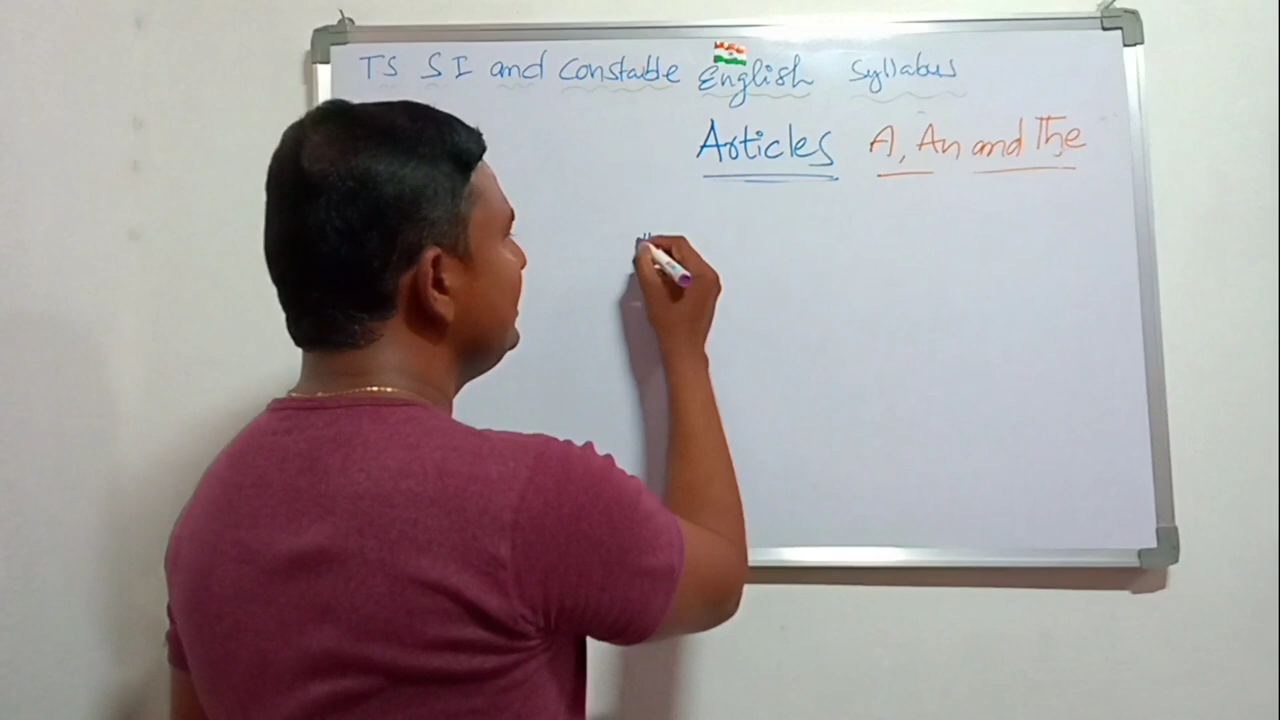 TS SI and Constable English Syllabus
Articles A, An and The